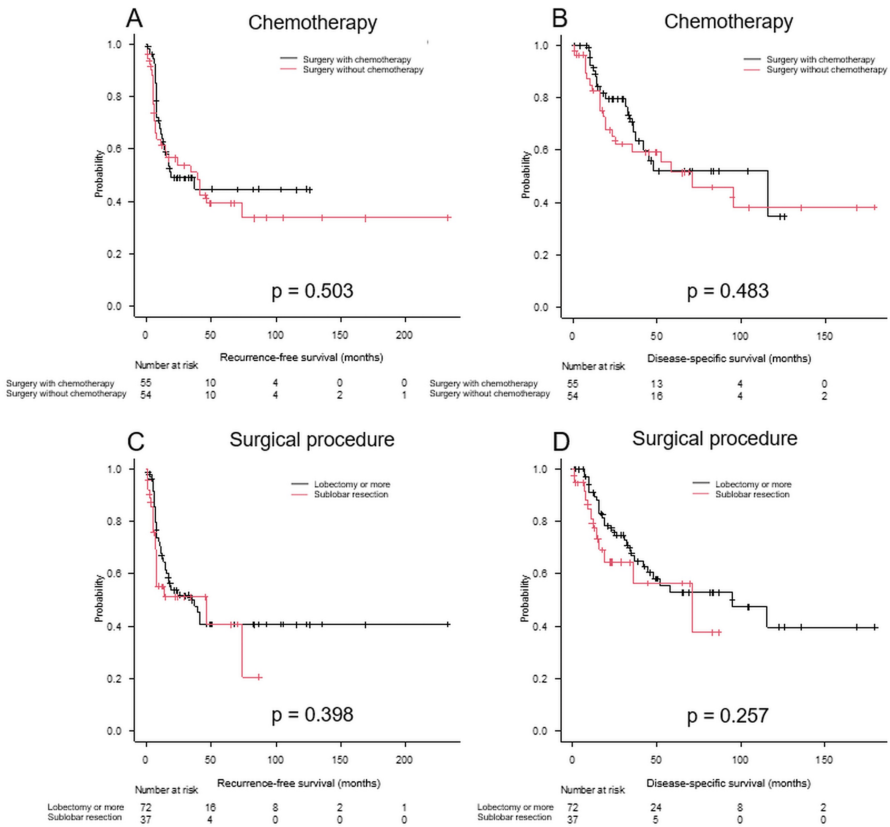 A
Chemotherapy
Surgery with chemotherapy
Surgery without chemotherapy
Probability
1.0
0.8
0.6
0.4
0.2
0.0
p = 0.503
0 50 100 150 200
Recurrence-free survival (months)
Number at risk
Surgery with chemotherapy 55 10 4 0 0
Surgery without chemotherapy 54 10 4 2 1
B
Chemotherapy
Surgery with chemotherapy
Surgery without chemotherapy
Probability
1.0
0.8
0.6
0.4
0.2
0.0
p = 0.483
0 50 100 150
Disease-specific survival (months)
Number at risk
Surgery with chemotherapy 55 13 4 0
Surgery without chemotherapy 54 16 4 2
C
Surgical procedure
Lobectomy or more
Sublobar resection
Probability
1.0
0.8
0.6
0.4
0.2
0.0
p = 0.398
0 50 100 150 200
Recurrence-free survival (months)
Number at risk
Lobectomy or more 72 16 8 2 1
Sublobar resection 37 4 0 0 0
D
Surgical procedure
Lobectomy or more
Sublobar resection
Probability
1.0
0.8
0.6
0.4
0.2
0.0
p = 0.257
0 50 100 150
Disease-specific survival (months)
Number at risk
Lobectomy or more 72 24 8 2
Sublobar resection 37 5 0 0